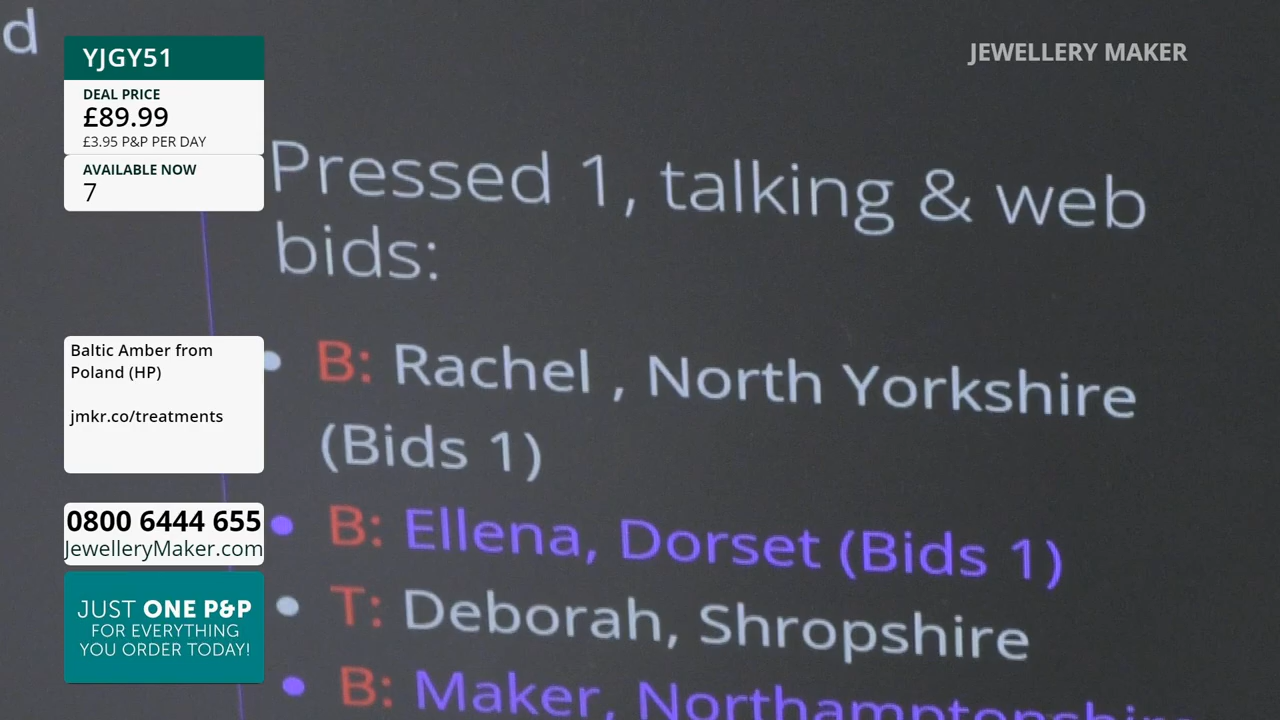 d
YJGY51
DEAL PRICE
£89.99
£3.95 P&P PER DAY
AVAILABLE NOW
7
Baltic Amber from
Poland (HP)
jmkr.co/treatments
0800 6444 655
JewelleryMaker.com
JUST ONE P&P
FOR EVERYTHING
YOU ORDER TODAY!
JEWELLERY MAKER
Pressed 1, talking & web
bids:
• B: Rachel , North Yorkshire
(Bids 1)
• B: Ellena, Dorset (Bids 1)
• T: Deborah, Shropshire
• B: Maker, Northamptonshire